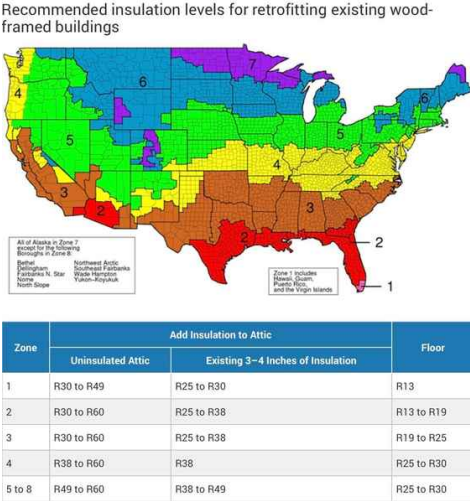 Recommended insulation levels for retrofitting existing wood-
framed buildings
7
6
6
4
5
5
4
3
3
2
2
2
1
All of Alaska in Zone 7
except for the following
Boroughs in Zone 8:
Bethel Northwest Arctic
Dellingham Southeast Fairbanks
Fairbanks N. Star Wade Hampton
Nome Yukon-Koyukuk
North Slope
Zone 1 includes
Hawaii, Guam,
Puerto Rico,
and the Virgin Islands
Zone Add Insulation to Attic Floor
Uninsulated Attic Existing 3–4 Inches of Insulation
1 R30 to R49 R25 to R30 R13
2 R30 to R60 R25 to R38 R13 to R19
3 R30 to R60 R25 to R38 R19 to R25
4 R38 to R60 R38 R25 to R30
5 to 8 R49 to R60 R38 to R49 R25 to R30